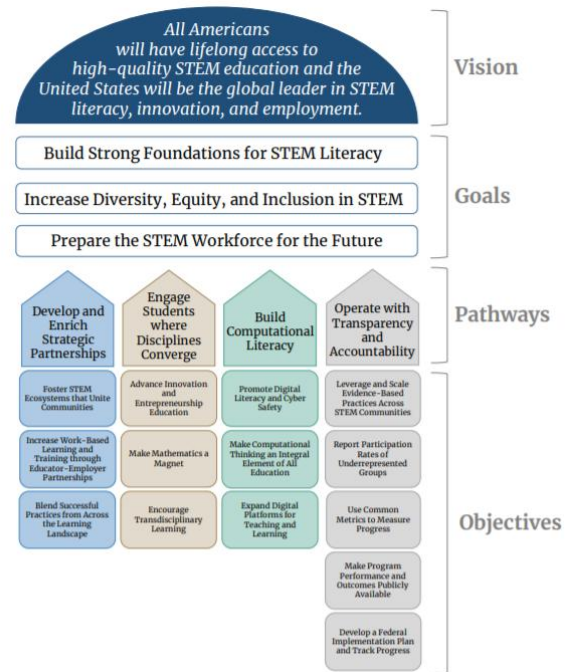 All Americans
will have lifelong access to
high-quality STEM education and the
United States will be the global leader in STEM
literacy, innovation, and employment.
Vision
Build Strong Foundations for STEM Literacy
Increase Diversity, Equity, and Inclusion in STEM
Prepare the STEM Workforce for the Future
Goals
Develop and
Enrich
Strategic
Partnerships
Engage
Students
where
Disciplines
Converge
Build
Computational
Literacy
Operate with
Transparency
and
Accountability
Pathways
Foster STEM
Ecosystems that Unite
Communities
Advance Innovation
and
Entrepreneurship
Education
Promote Digital
Literacy and Cyber
Safety
Leverage and Scale
Evidence-Based
Practices Across
STEM Communities
Increase Work-Based
Learning and
Training through
Educator-Employer
Partnerships
Make Mathematics a
Magnet
Make Computational
Thinking an Integral
Element of All
Education
Report Participation
Rates of
Underrepresented
Groups
Blend Successful
Practices from Across
the Learning
Landscape
Encourage
Transdisciplinary
Learning
Expand Digital
Platforms for
Teaching and
Learning
Use Common
Metrics to Measure
Progress
Objectives
Make Program
Performance and
Outcomes Publicly
Available
Develop a Federal
Implementation Plan
and Track Progress